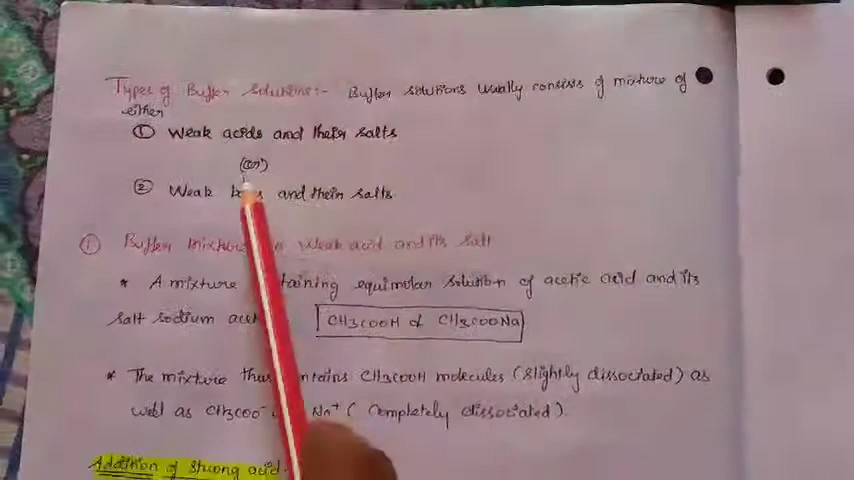 Types of Buffer Solutions:- Buffer solutions usually consists of mixture of
either
① Weak acids and their salts
(or)
② Weak and their salts.
① Buffer Weak acid and its salt
* A mixture equimolar solution of acetic acid and its
salt sodium CH3COOH & CH3COONa
* The mixture CH3COOH molecules (slightly dissociated) as
well as CH3COO⁻ Na⁺ (completely dissociated).
Addition of strong acid